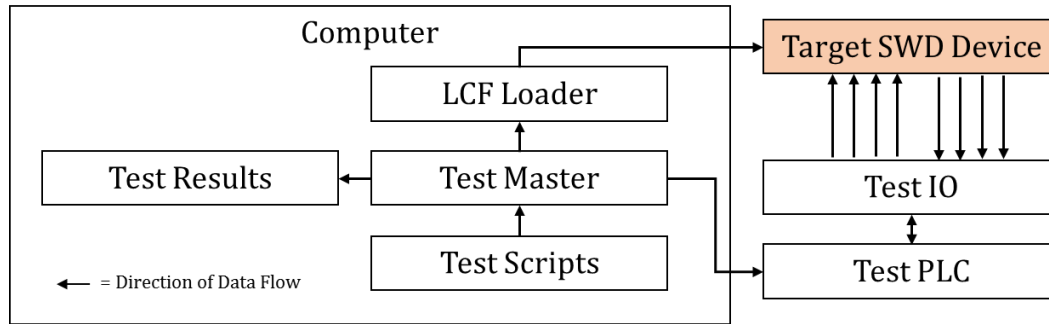 Computer
Target SWD Device
LCF Loader
Test Results
Test Master
Test IO
Test Scripts
Test PLC
= Direction of Data Flow